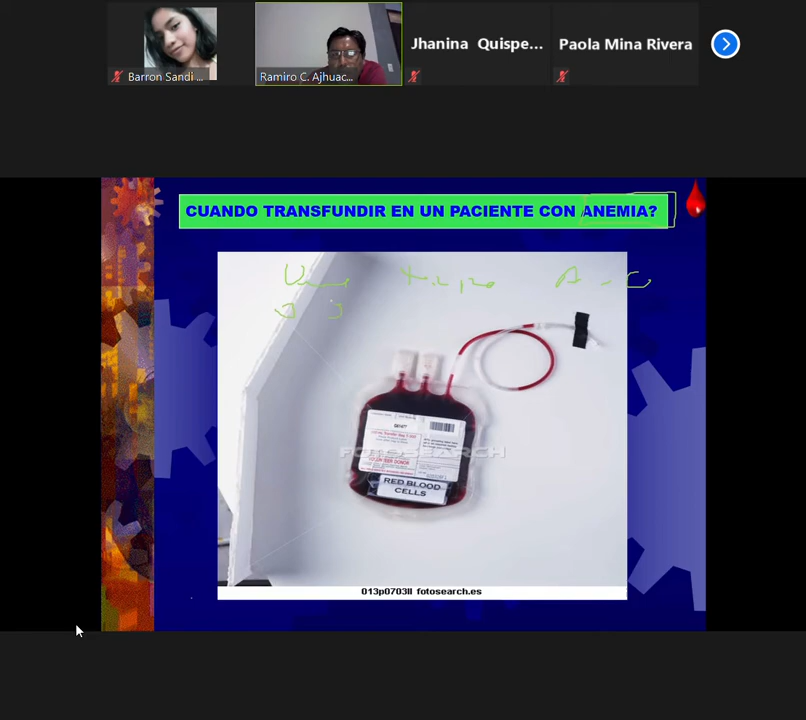 Barron Sandi ...
Ramiro C. Ajhuac...
Jhanina Quispe...
Paola Mina Rivera
CUANDO TRANSFUNDIR EN UN PACIENTE CON ANEMIA?
FOTOSEARCH
RED BLOOD
CELLS
013p0703ll fotosearch.es